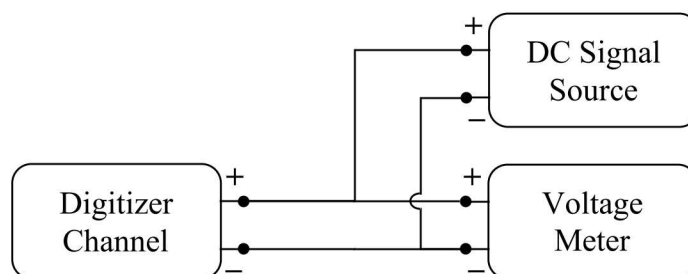 +
DC Signal
Source
−
+
Digitizer
Channel
−
+
Voltage
Meter
−